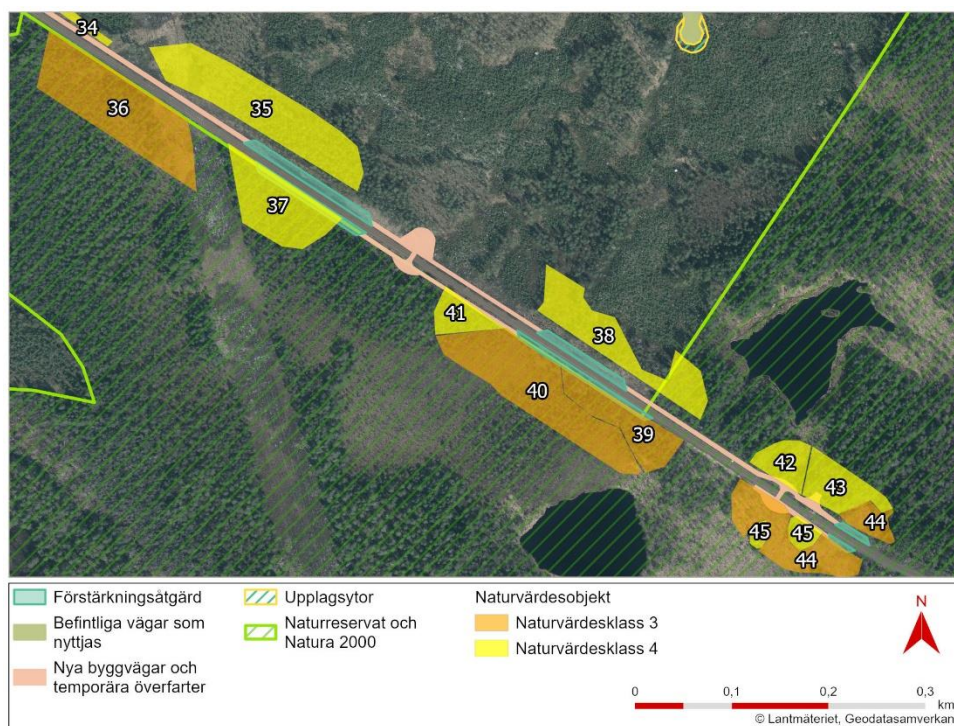 34
35
36
37
38
41
40
39
42
43
44
45
45
44
Förstärkningsåtgärd
Befintliga vägar som
nyttjas
Nya byggvägar och
temporära överfarter
Upplagsytor
Naturreservat och
Natura 2000
Naturvärdesobjekt
Naturvärdesklass 3
Naturvärdesklass 4
N
0 0,1 0,2 0,3
km
© Lantmäteriet, Geodatasamverkan